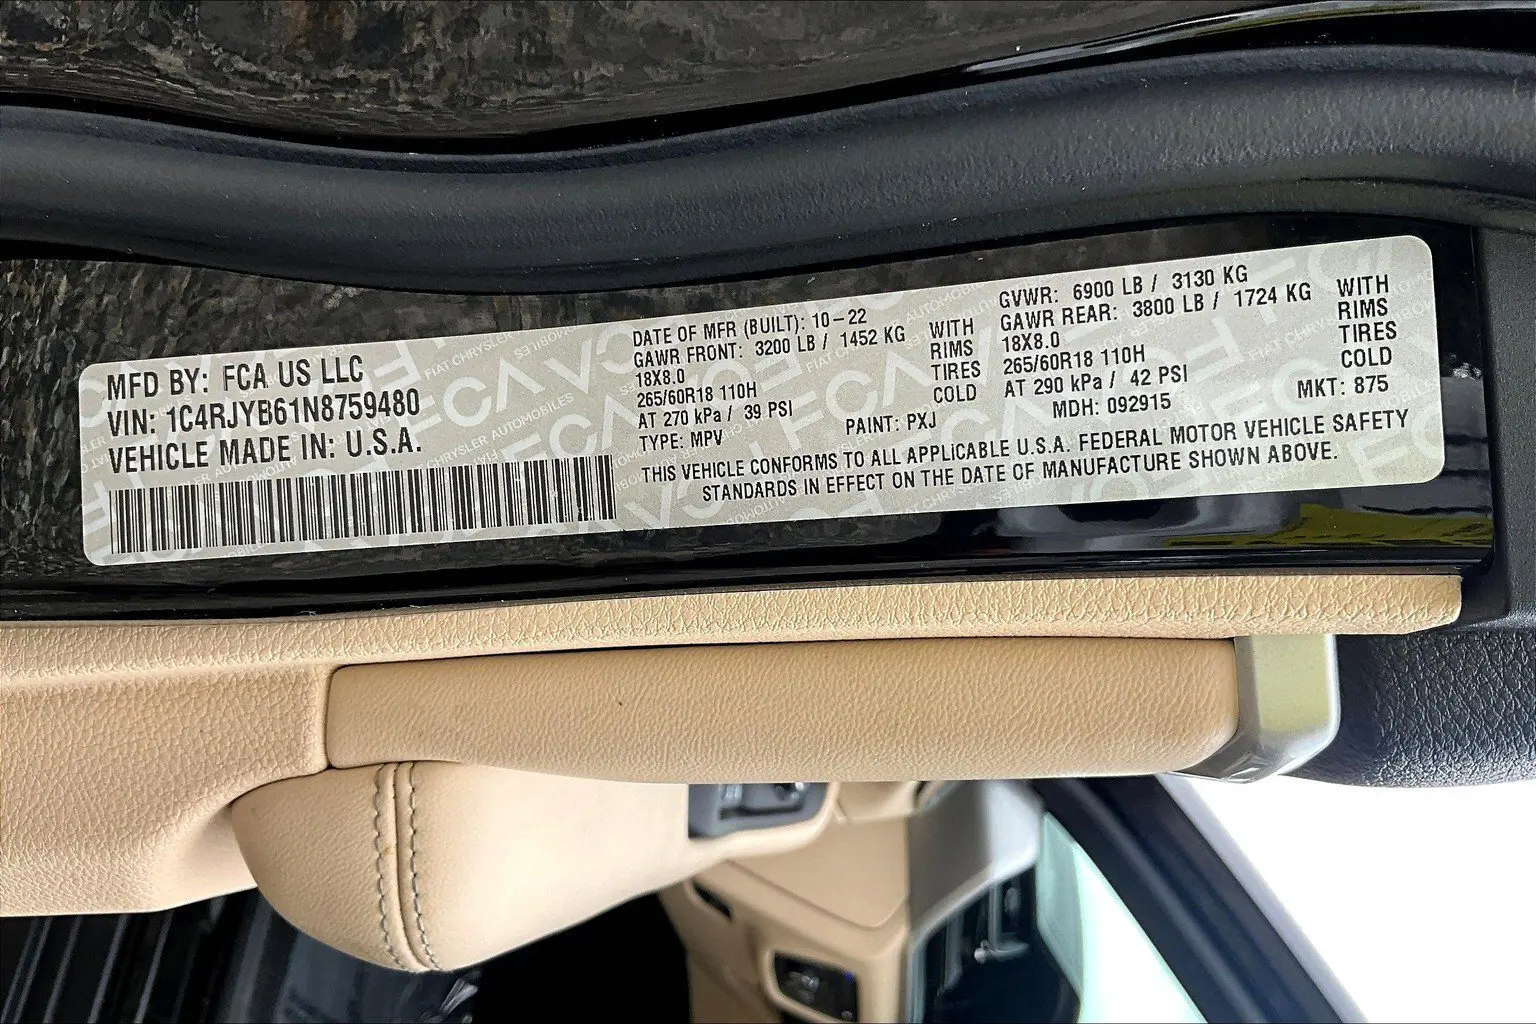 MFD BY: FCA US LLC
VIN: 1C4RJYB61N8759480
VEHICLE MADE IN: U.S.A.
DATE OF MFR (BUILT): 10-22
GAWR FRONT: 3200 LB / 1452 KG WITH
18X8.0 RIMS
265/60R18 110H TIRES
AT 270 kPa / 39 PSI COLD
TYPE: MPV PAINT: PXJ
GVWR: 6900 LB / 3130 KG
GAWR REAR: 3800 LB / 1724 KG WITH
18X8.0 RIMS
265/60R18 110H TIRES
AT 290 kPa / 42 PSI COLD
MDH: 092915 MKT: 875
THIS VEHICLE CONFORMS TO ALL APPLICABLE U.S.A. FEDERAL MOTOR VEHICLE SAFETY
STANDARDS IN EFFECT ON THE DATE OF MANUFACTURE SHOWN ABOVE.